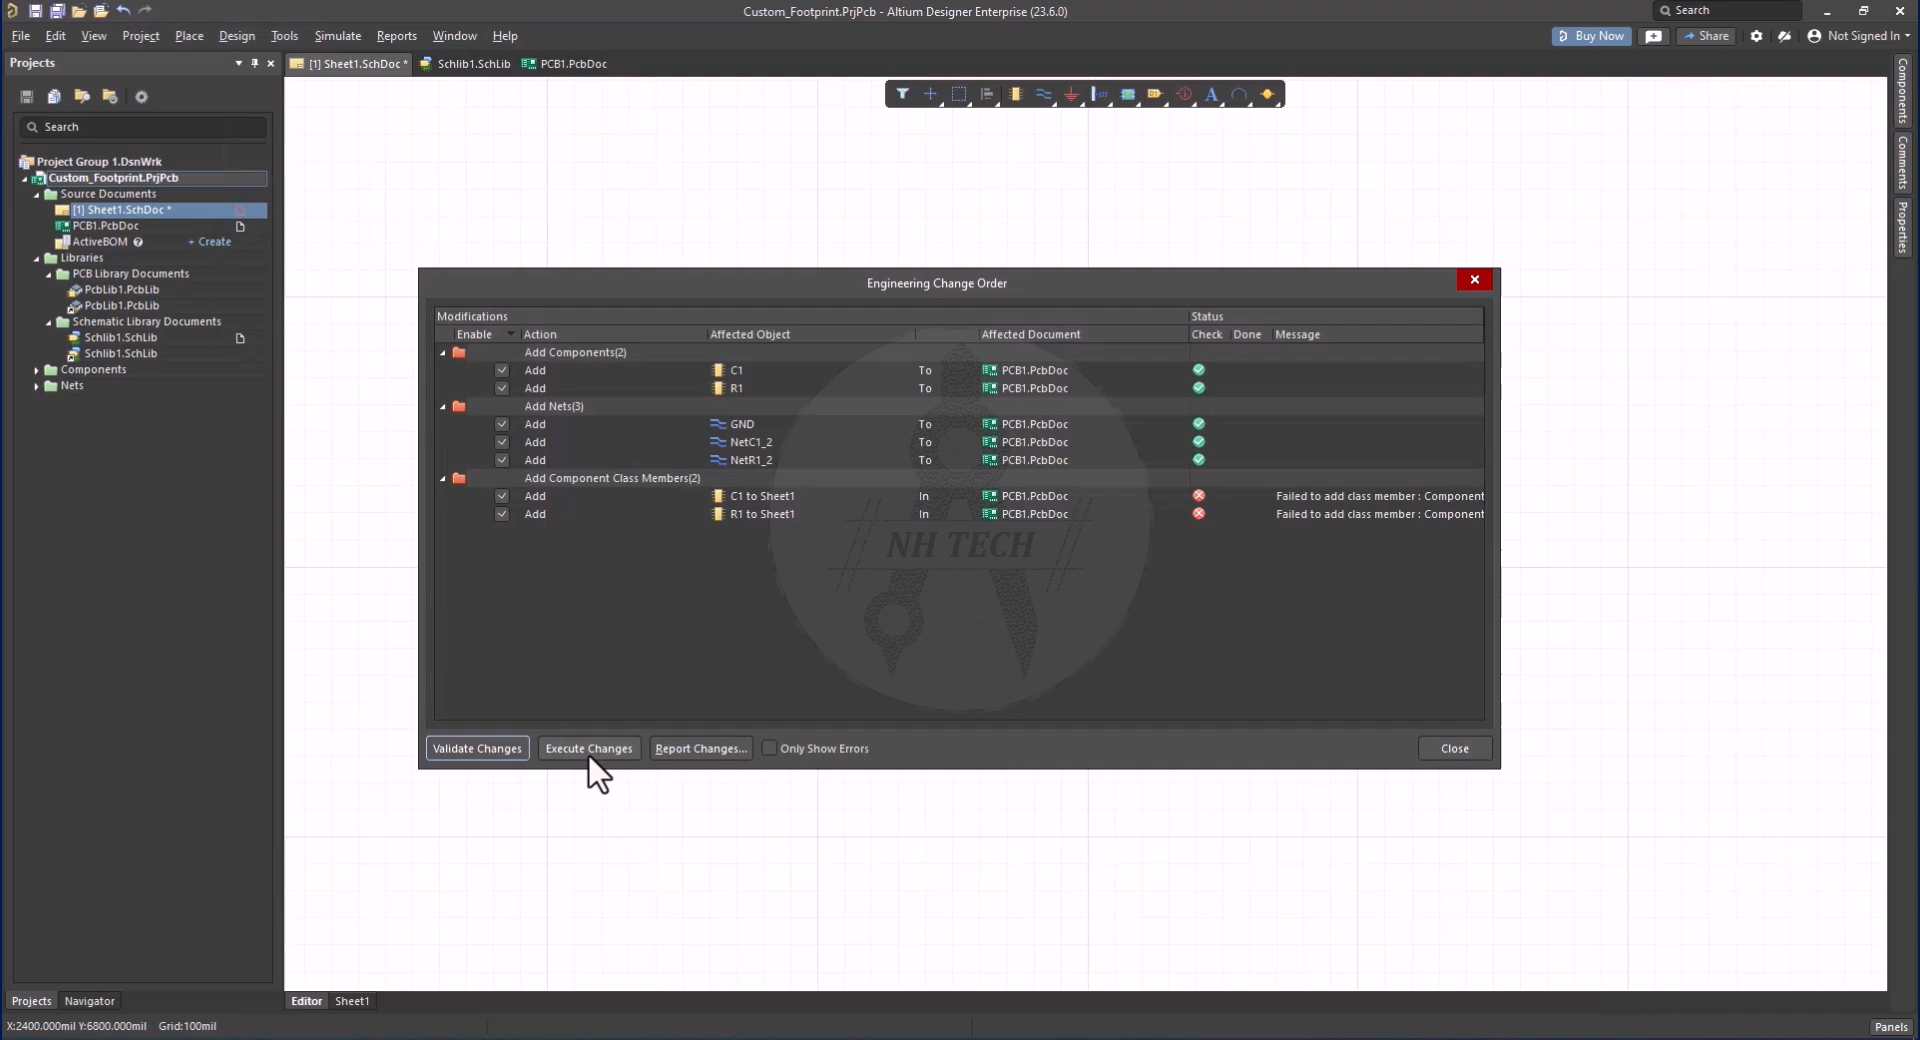 Custom_Footprint.PrjPcb - Altium Designer Enterprise (23.6.0)
Search
File Edit View Project Place Design Tools Simulate Reports Window Help
Buy Now Share Not Signed In
Projects
[1] Sheet1.SchDoc * Schlib1.SchLib PCB1.PcbDoc
Search
Project Group 1.DsnWrk
Custom_Footprint.PrjPcb
Source Documents
[1] Sheet1.SchDoc *
PCB1.PcbDoc
ActiveBOM + Create
Libraries
PCB Library Documents
PcbLib1.PcbLib
PcbLib1.PcbLib
Schematic Library Documents
Schlib1.SchLib
Schlib1.SchLib
Components
Nets
Engineering Change Order
Modifications Status
Enable Action Affected Object Affected Document Check Done Message
Add Components(2)
Add C1 To PCB1.PcbDoc
Add R1 To PCB1.PcbDoc
Add Nets(3)
Add GND To PCB1.PcbDoc
Add NetC1_2 To PCB1.PcbDoc
Add NetR1_2 To PCB1.PcbDoc
Add Component Class Members(2)
Add C1 to Sheet1 In PCB1.PcbDoc Failed to add class member : Component
Add R1 to Sheet1 In PCB1.PcbDoc Failed to add class member : Component
NH TECH
Validate Changes Execute Changes Report Changes... Only Show Errors Close
Components
Comments
Properties
Projects Navigator Editor Sheet1
X:2400.000mil Y:6800.000mil Grid:100mil
Panels